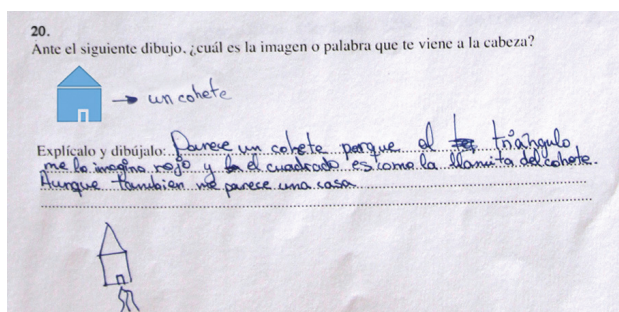 20.
Ante el siguiente dibujo, ¿cuál es la imagen o palabra que te viene a la cabeza?
→ un cohete
Explícalo y dibújalo: Parece un cohete porque el triángulo
me lo imagino rojo y el cuadrado es como la llamita del cohete.
Aunque tambien me parece una casa